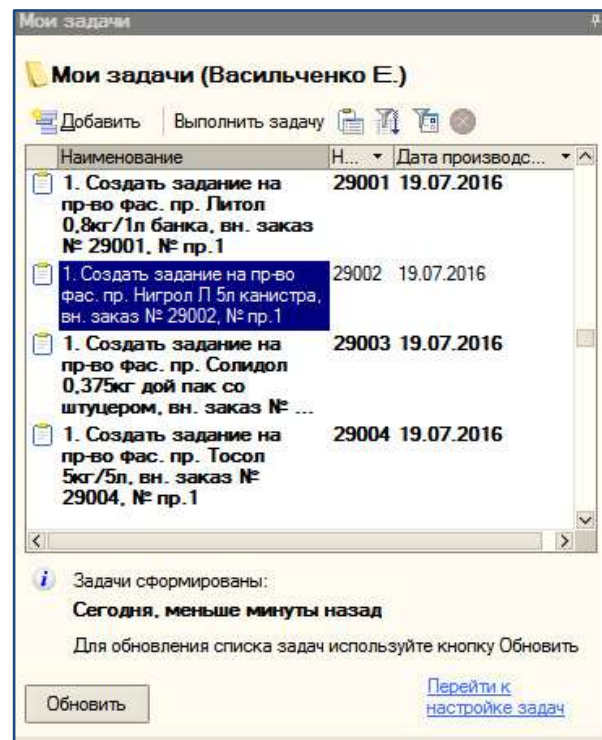 Мои задачи
Мои задачи (Васильченко Е.)
Добавить Выполнить задачу
Наименование Н... Дата производс...
1. Создать задание на 29001 19.07.2016
пр-во фас. пр. Литол
0,8кг/1л банка, вн. заказ
№ 29001, № пр.1
1. Создать задание на пр-во 29002 19.07.2016
фас. пр. Нигрол Л 5л канистра,
вн. заказ № 29002, № пр.1
1. Создать задание на 29003 19.07.2016
пр-во фас. пр. Солидол
0,375кг дой пак со
штуцером, вн. заказ № ...
1. Создать задание на 29004 19.07.2016
пр-во фас. пр. Тосол
5кг/5л, вн. заказ №
29004, № пр.1
Задачи сформированы:
Сегодня, меньше минуты назад
Для обновления списка задач используйте кнопку Обновить
Обновить
Перейти к
настройке задач